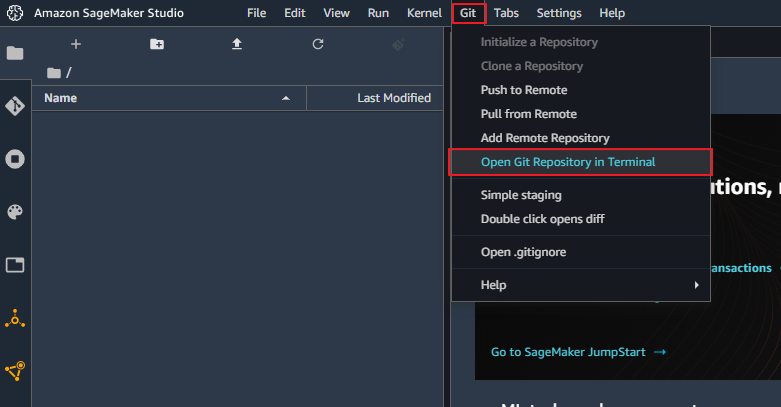 Amazon SageMaker Studio File Edit View Run Kernel Git Tabs Settings Help
/
Name Last Modified
Initialize a Repository
Clone a Repository
Push to Remote
Pull from Remote
Add Remote Repository
Open Git Repository in Terminal
Simple staging
Double click opens diff
Open .gitignore
Help
ansactions
Go to SageMaker JumpStart →